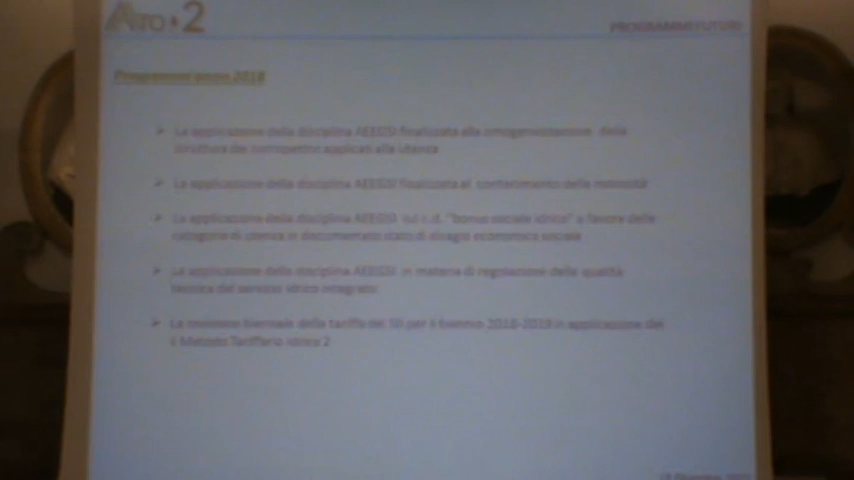 Ato 2
PROGRAMMI FUTURI
Programmi anno 2018
➤ La applicazione della disciplina AEEGSI finalizzata alla omogeneizzazione della
struttura dei corrispettivi applicati alla utenza
➤ La applicazione della disciplina AEEGSI finalizzata al conferimento della morosità
➤ La applicazione della disciplina AEEGSI sul c.d. "bonus sociale idrico" a favore delle
categorie di utenza in documentato stato di disagio economico sociale
➤ La applicazione della disciplina AEEGSI in materia di regolazione della qualità
tecnica del servizio idrico integrato
➤ La revisione biennale della tariffa del SII per il biennio 2018-2019 in applicazione del
Metodo Tariffario Idrico 2
Dicembre